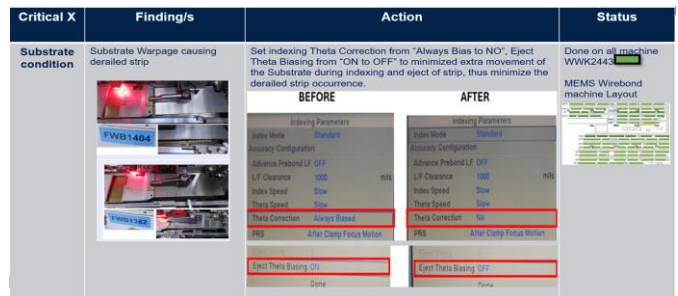 Critical X
Finding/s
Action
Status
Substrate
condition
Substrate Warpage causing
derailed strip
FWB1404
FWB1382
Set indexing Theta Correction from "Always Bias to NO", Eject
Theta Biasing from "ON to OFF" to minimized extra movement of
the Substrate during indexing and eject of strip, thus minimize the
derailed strip occurrence.
BEFORE
Indexing Parameters
Index Mode Standard
Accuracy Configuration
Advance Prebond LF OFF
L/F Clearance 1000 mils
Index Speed Slow
Theta Speed Slow
Theta Correction Always Biased
PRS After Clamp Focus Motion
Eject Theta Biasing ON
Done
AFTER
Indexing Parameters
Index Mode Standard
Accuracy Configuration
Advance Prebond LF OFF
L/F Clearance 1000 mils
Index Speed Slow
Theta Speed Slow
Theta Correction No
PRS After Clamp Focus Motion
Eject Theta Biasing OFF
Done
Done on all machine
WWK2443
MEMS Wirebond
machine Layout